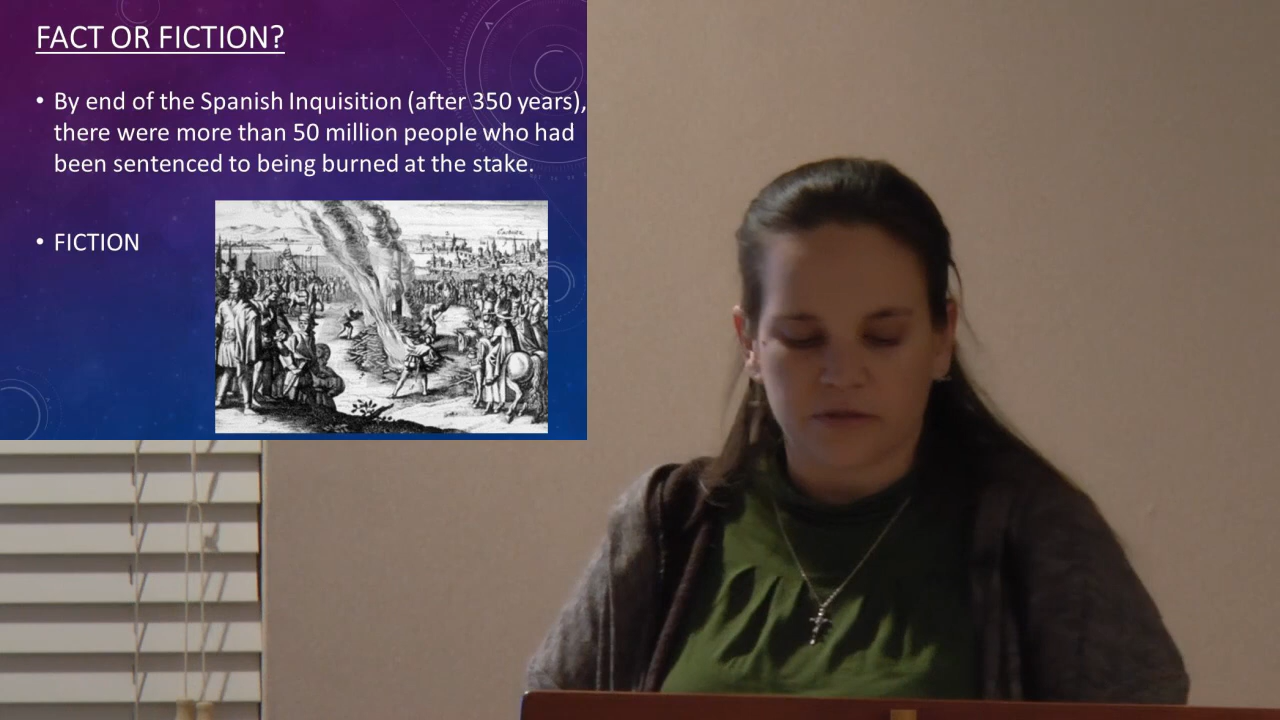 FACT OR FICTION?
• By end of the Spanish Inquisition (after 350 years),
there were more than 50 million people who had
been sentenced to being burned at the stake.
• FICTION